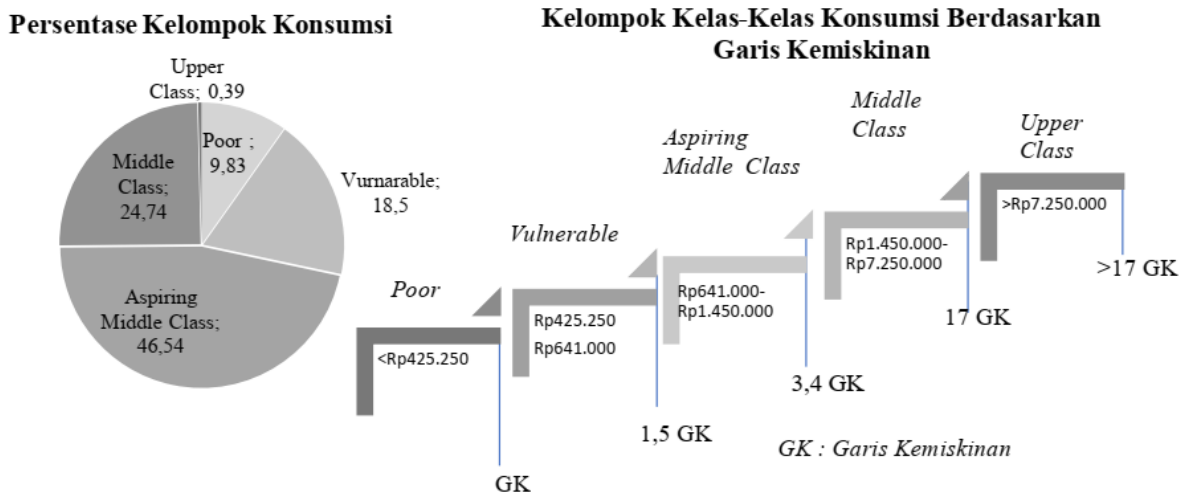 Persentase Kelompok Konsumsi
Upper
Class; 0,39
Poor ;
9,83
Middle
Class;
24,74
Vurnarable;
18,5
Aspiring
Middle Class;
46,54
Kelompok Kelas-Kelas Konsumsi Berdasarkan
Garis Kemiskinan
Poor
<Rp425.250
GK
Vulnerable
Rp425.250
Rp641.000
1,5 GK
Aspiring
Middle Class
Rp641.000-
Rp1.450.000
3,4 GK
Middle
Class
Rp1.450.000-
Rp7.250.000
17 GK
Upper
Class
>Rp7.250.000
>17 GK
GK : Garis Kemiskinan